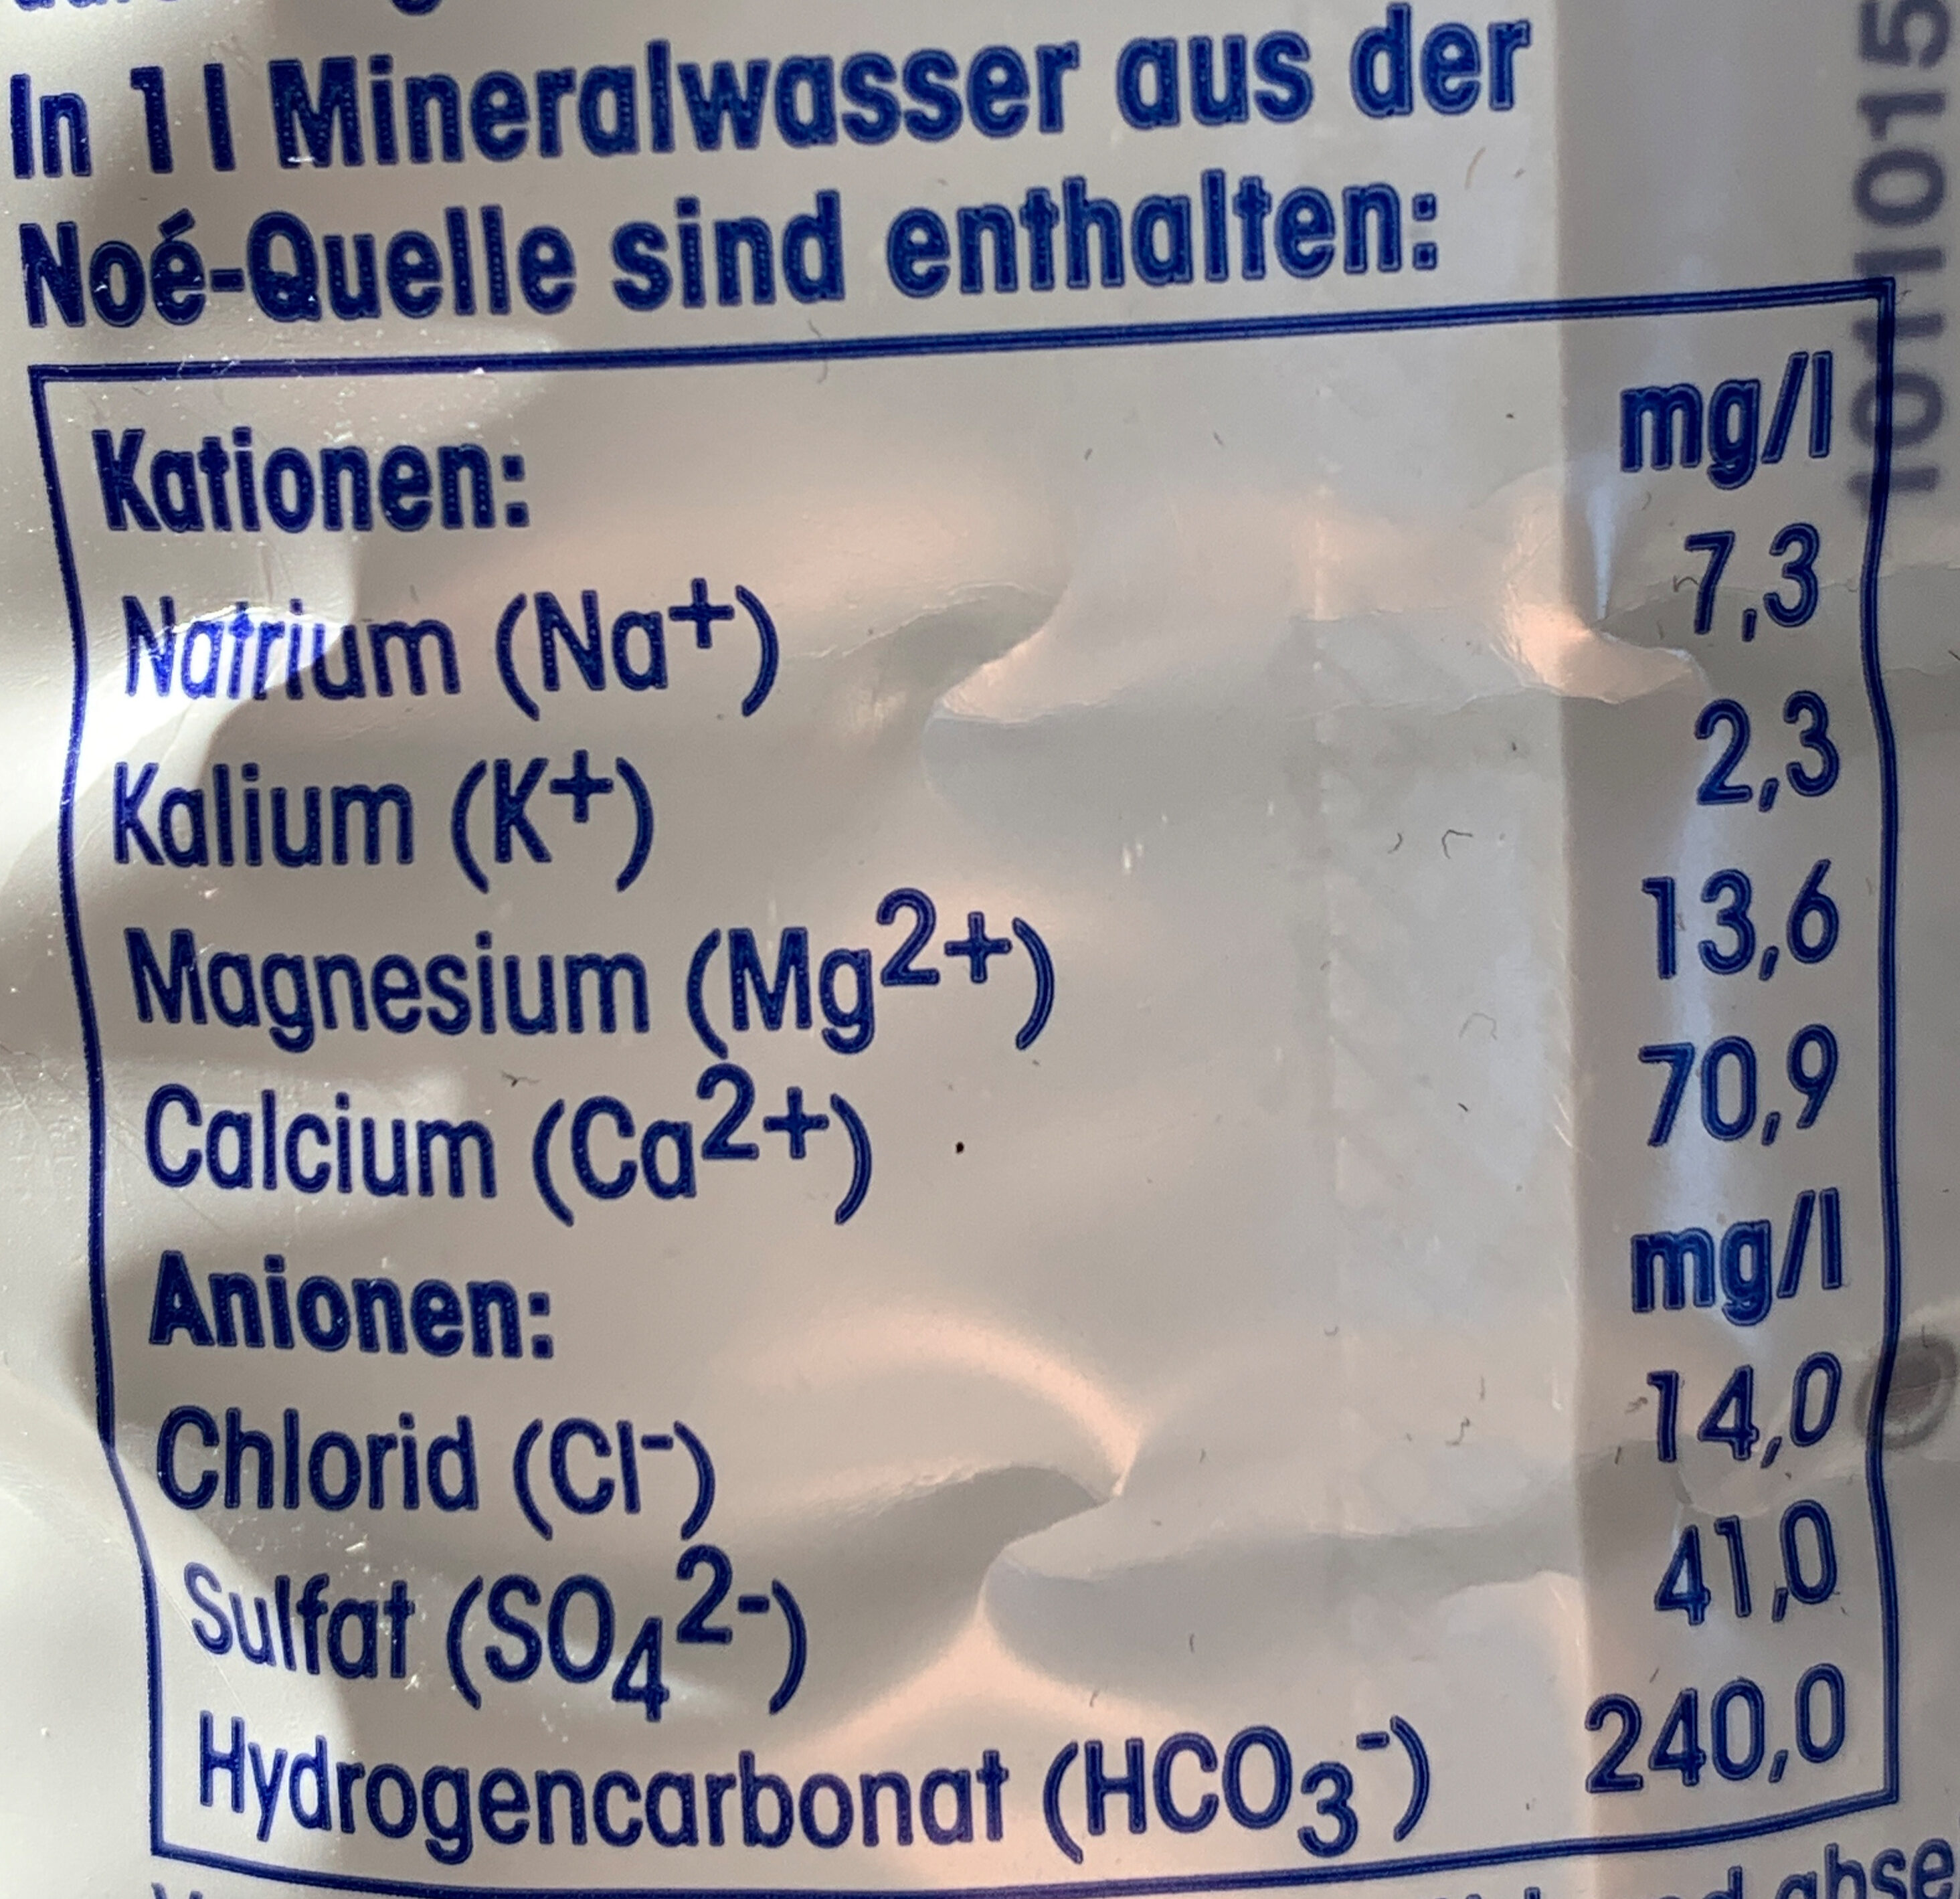 In 1 l Mineralwasser aus der
Noé-Quelle sind enthalten:
Kationen: mg/l
Natrium (Na⁺) 7,3
Kalium (K⁺) 2,3
Magnesium (Mg²⁺) 13,6
Calcium (Ca²⁺) 70,9
Anionen: mg/l
Chlorid (Cl⁻) 14,0
Sulfat (SO₄²⁻) 41,0
Hydrogencarbonat (HCO₃⁻) 240,0